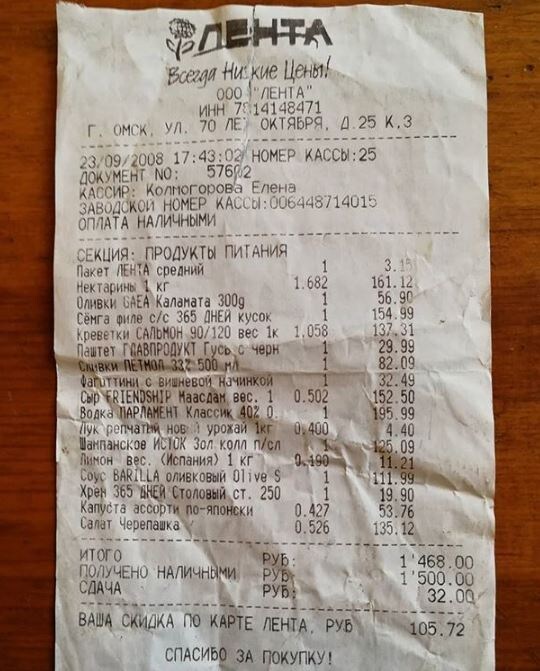 ЛЕНТА
Всегда Низкие Цены!
ООО "ЛЕНТА"
ИНН 7814148471
Г. ОМСК, УЛ. 70 ЛЕТ ОКТЯБРЯ, Д.25 К.3
23/09/2008 17:43:02 НОМЕР КАССЫ:25
ДОКУМЕНТ NO: 57602
КАССИР: Колмогорова Елена
ЗАВОДСКОЙ НОМЕР КАССЫ:006448714015
ОПЛАТА НАЛИЧНЫМИ
СЕКЦИЯ: ПРОДУКТЫ ПИТАНИЯ
Пакет ЛЕНТА средний 1 3.15
Нектарины 1 кг 1.682 161.12
Оливки GAEA Каламата 300g 1 56.90
Сёмга филе с/с 365 ДНЕЙ кусок 1 154.99
Креветки САЛЬМОН 90/120 вес 1к 1.058 137.31
Паштет ГЛАВПРОДУКТ Гусь с черн 1 29.99
Сливки ПЕТМОЛ 33% 500 мл 1 82.09
Фаготтини с вишневой начинкой 1 32.49
Сыр FRIENDSHIP Маасдам вес. 1 0.502 152.50
Водка ПАРЛАМЕНТ Классик 40% 0. 1 195.99
Лук репчатый новый урожай 1кг 0.400 4.40
Шампанское ИСТОК Зол.колл п/сл 1 125.09
Лимон вес. (Испания) 1 кг 0.190 11.21
Соус BARILLA оливковый Olive S 1 111.99
Хрен 365 ДНЕЙ Столовый ст. 250 1 19.90
Капуста ассорти по-японски 0.427 53.76
Салат Черепашка 0.526 135.12
ИТОГО РУБ: 1'468.00
ПОЛУЧЕНО НАЛИЧНЫМИ РУБ: 1'500.00
СДАЧА РУБ: 32.00
ВАША СКИДКА ПО КАРТЕ ЛЕНТА, РУБ 105.72
СПАСИБО ЗА ПОКУПКУ!